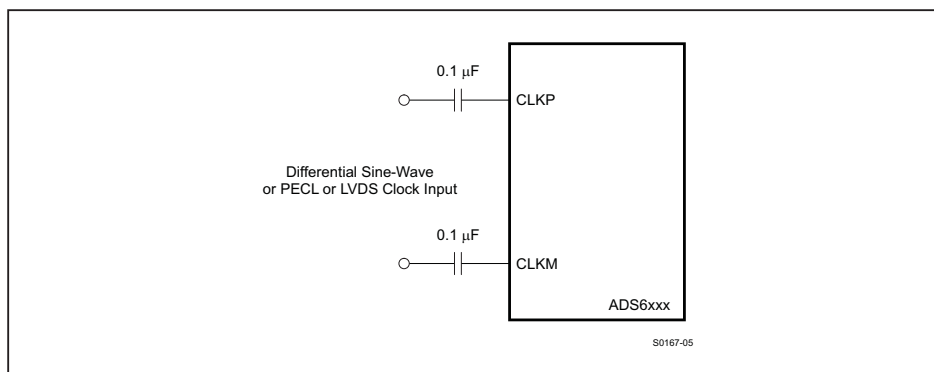 0.1 μF
CLKP
Differential Sine-Wave
or PECL or LVDS Clock Input
0.1 μF
CLKM
ADS6xxx
S0167-05